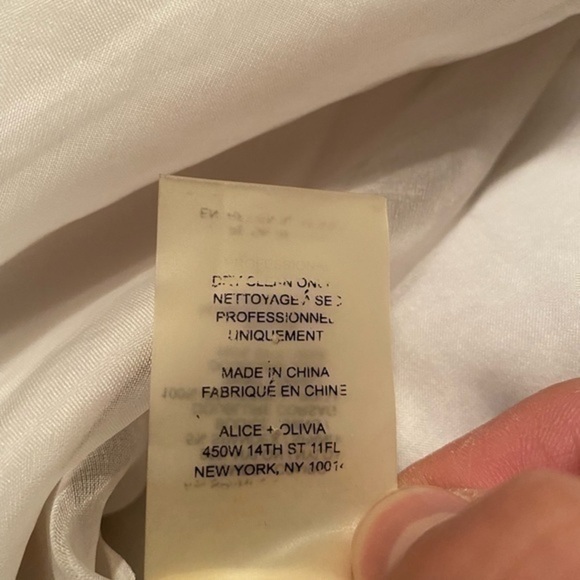 DRY CLEAN ONLY
NETTOYAGE À SEC
PROFESSIONNEL
UNIQUEMENT
MADE IN CHINA
FABRIQUÉ EN CHINE
ALICE + OLIVIA
450W 14TH ST 11FL
NEW YORK, NY 10014